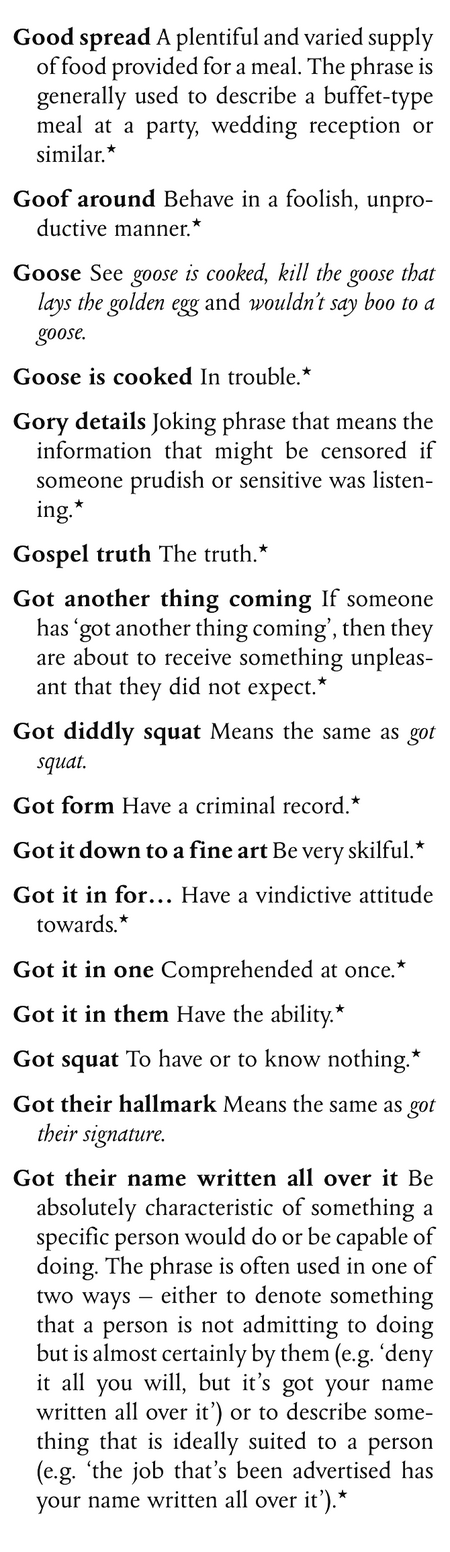 Good spread A plentiful and varied supply
of food provided for a meal. The phrase is
generally used to describe a buffet-type
meal at a party, wedding reception or
similar.★
Goof around Behave in a foolish, unpro-
ductive manner.★
Goose See goose is cooked, kill the goose that
lays the golden egg and wouldn’t say boo to a
goose.
Goose is cooked In trouble.★
Gory details Joking phrase that means the
information that might be censored if
someone prudish or sensitive was listen-
ing.★
Gospel truth The truth.★
Got another thing coming If someone
has ‘got another thing coming’, then they
are about to receive something unpleas-
ant that they did not expect.★
Got diddly squat Means the same as got
squat.
Got form Have a criminal record.★
Got it down to a fine art Be very skilful.★
Got it in for… Have a vindictive attitude
towards.★
Got it in one Comprehended at once.★
Got it in them Have the ability.★
Got squat To have or to know nothing.★
Got their hallmark Means the same as got
their signature.
Got their name written all over it Be
absolutely characteristic of something a
specific person would do or be capable of
doing. The phrase is often used in one of
two ways – either to denote something
that a person is not admitting to doing
but is almost certainly by them (e.g. ‘deny
it all you will, but it’s got your name
written all over it’) or to describe some-
thing that is ideally suited to a person
(e.g. ‘the job that’s been advertised has
your name written all over it’).★